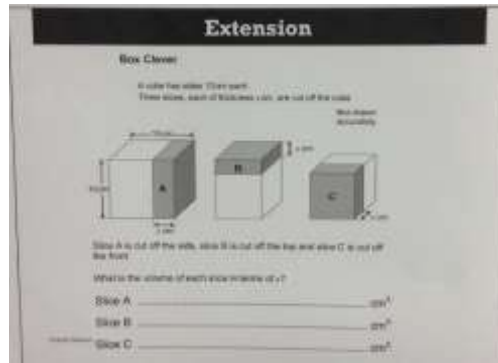 Extension
Box Clever
A cube has sides 10cm each
Three slices, each of thickness x cm, are cut off the cube
Not drawn
accurately
A
B
C
x cm
x cm
x cm
Slice A is cut off the side, slice B is cut off the top and slice C is cut off
the front
What is the volume of each slice in terms of x?
Slice A cm³
Slice B cm³
Slice C cm³